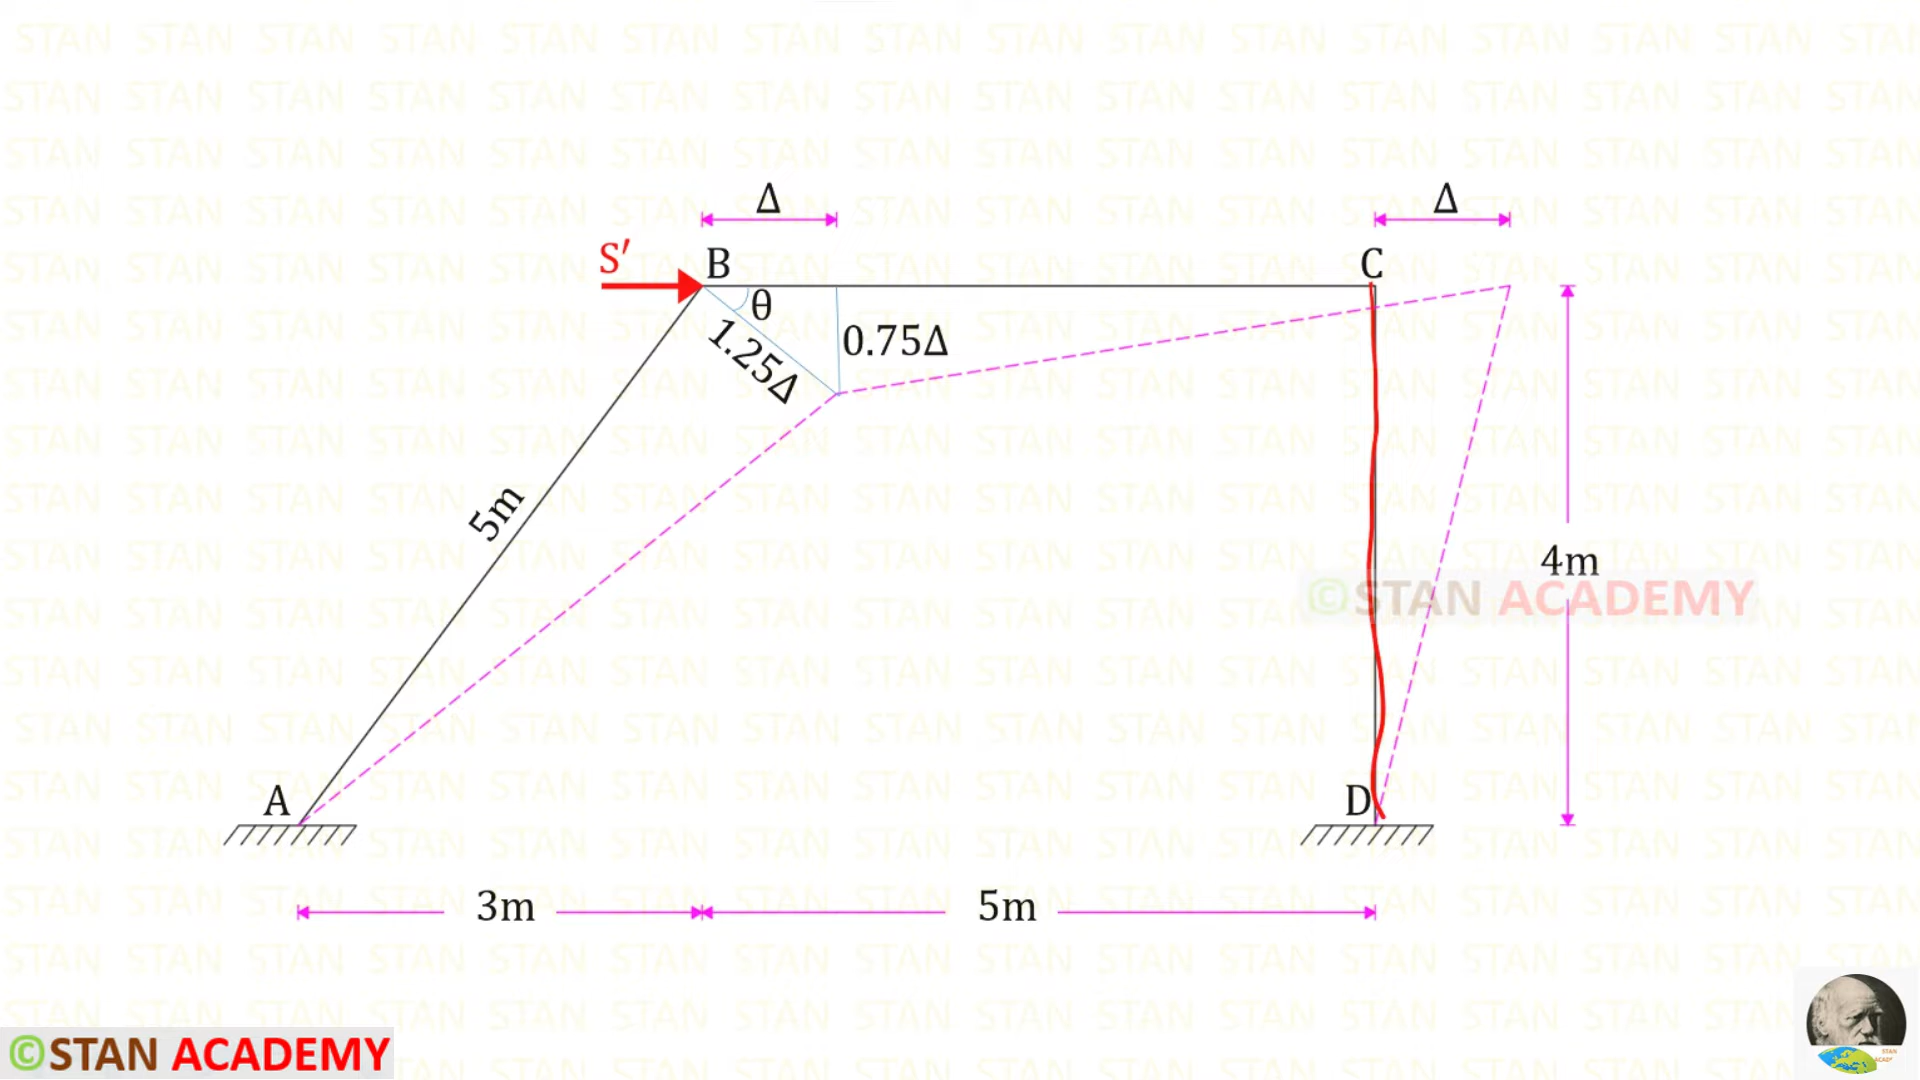 Δ Δ
S′ B C
θ
1.25Δ 0.75Δ
5m
4m
©STAN ACADEMY
A D
3m 5m
©STAN ACADEMY